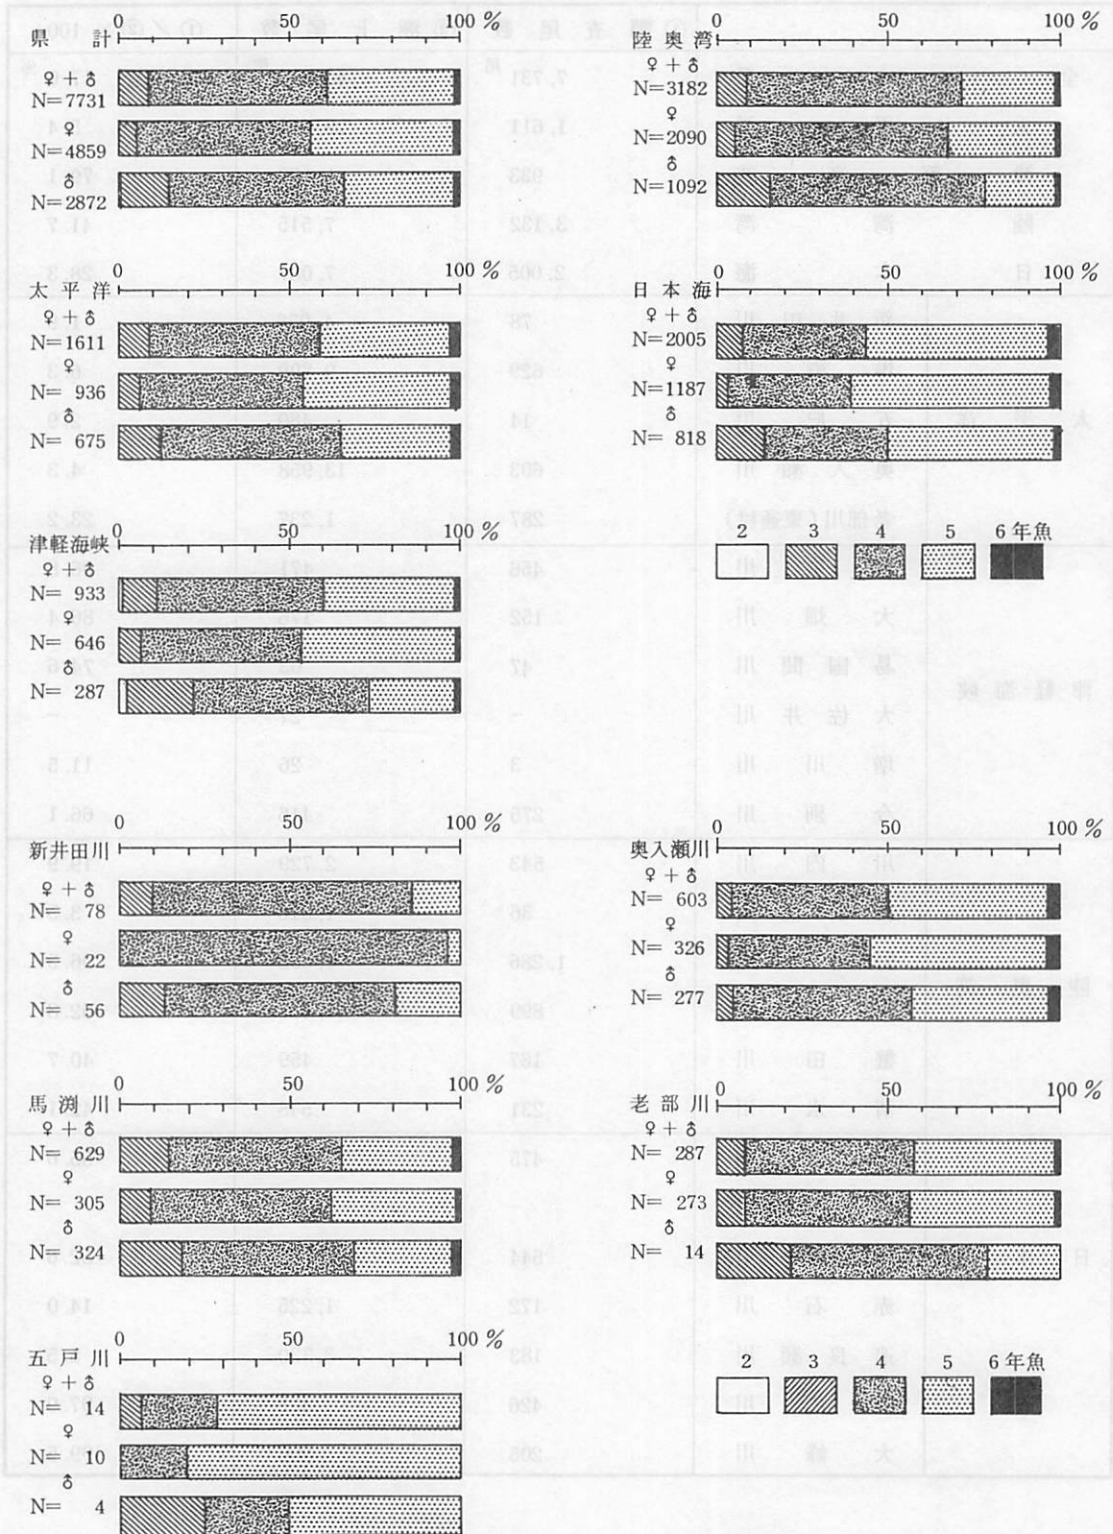 0 50 100 %
県 計
♀ + ♂
N=7731
♀
N=4859
♂
N=2872
0 50 100 %
陸 奥 湾
♀ + ♂
N=3182
♀
N=2090
♂
N=1092
0 50 100 %
太 平 洋
♀ + ♂
N=1611
♀
N= 936
♂
N= 675
0 50 100 %
日 本 海
♀ + ♂
N=2005
♀
N=1187
♂
N= 818
0 50 100 %
津軽海峡
♀ + ♂
N= 933
♀
N= 646
♂
N= 287
2 3 4 5 6 年魚
0 50 100 %
新井田川
♀ + ♂
N= 78
♀
N= 22
♂
N= 56
0 50 100 %
奥入瀬川
♀ + ♂
N= 603
♀
N= 326
♂
N= 277
0 50 100 %
馬 渕 川
♀ + ♂
N= 629
♀
N= 305
♂
N= 324
0 50 100 %
老 部 川
♀ + ♂
N= 287
♀
N= 273
♂
N= 14
0 50 100 %
五 戸 川
♀ + ♂
N= 14
♀
N= 10
♂
N= 4
2 3 4 5 6 年魚